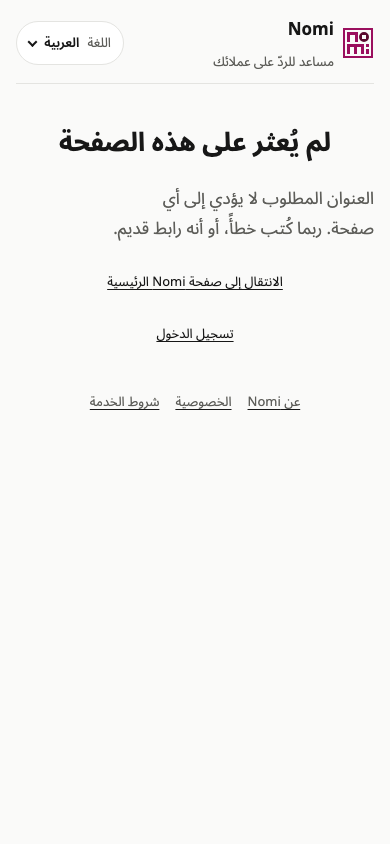 Nomi
مساعد للردّ على عملائك
اللغة العربية
لم يُعثر على هذه الصفحة
العنوان المطلوب لا يؤدي إلى أي
صفحة. ربما كُتب خطأً، أو أنه رابط قديم.
الانتقال إلى صفحة Nomi الرئيسية
تسجيل الدخول
عن Nomi الخصوصية شروط الخدمة